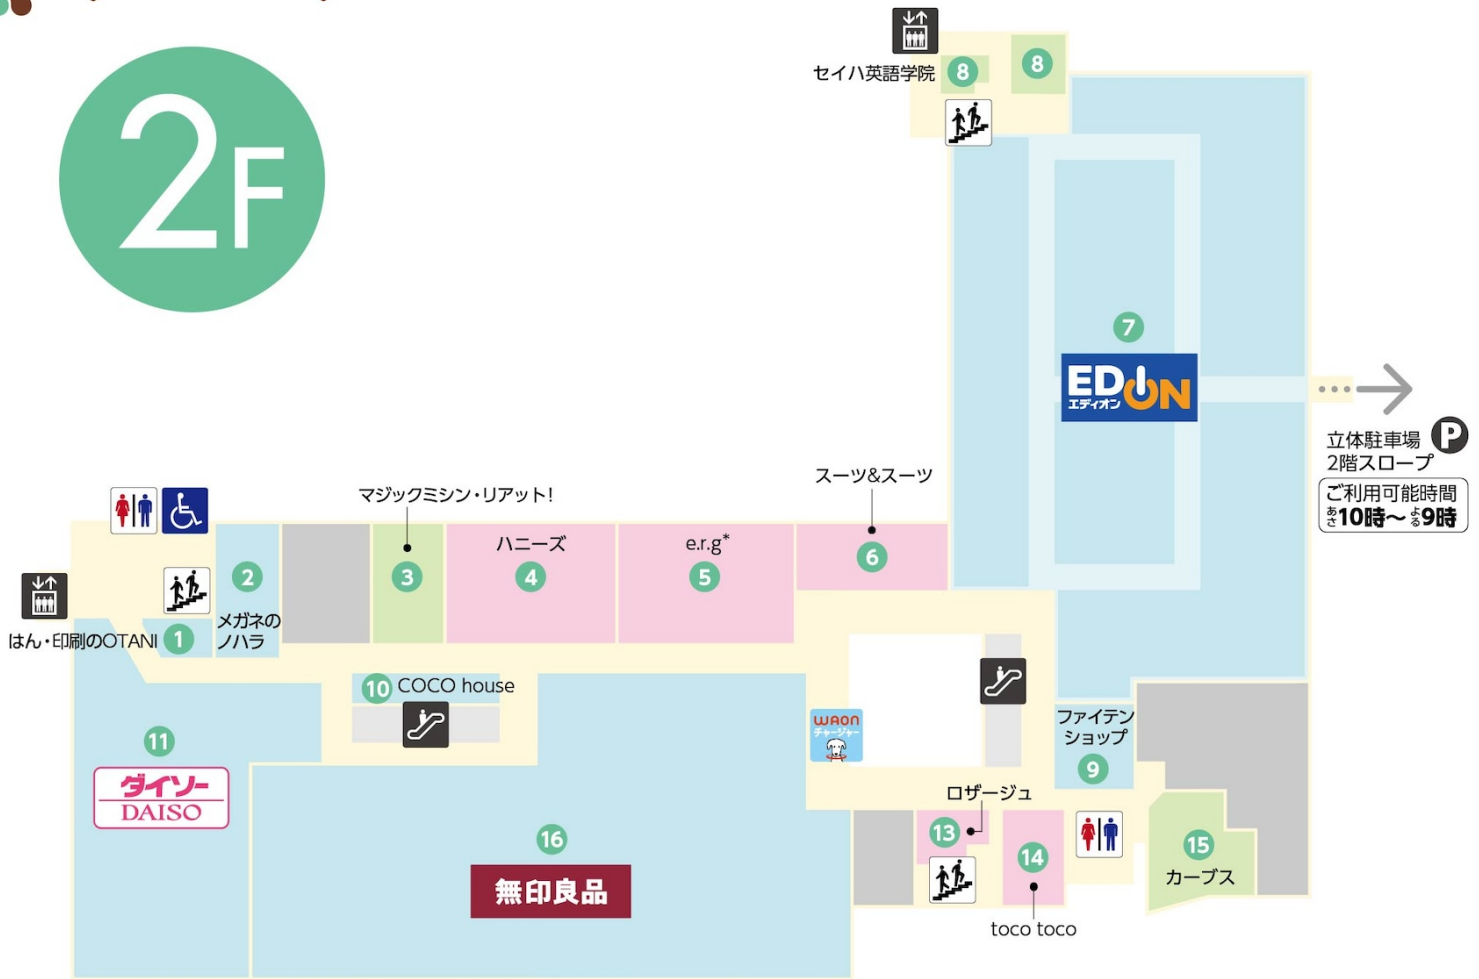 2F
セイハ英語学院
8
8
7
EDION
エディオン
立体駐車場 P
2階スロープ
ご利用可能時間
あさ10時~よる9時
スーツ&スーツ
6
マジックミシン・リアット!
3
ハニーズ
4
e.r.g*
5
2
メガネの
ノハラ
はん・印刷のOTANI
1
10
COCO house
11
ダイソー
DAISO
WAON
チャージャー
ファイテン
ショップ
9
ロザージュ
13
14
toco toco
15
カーブス
16
無印良品